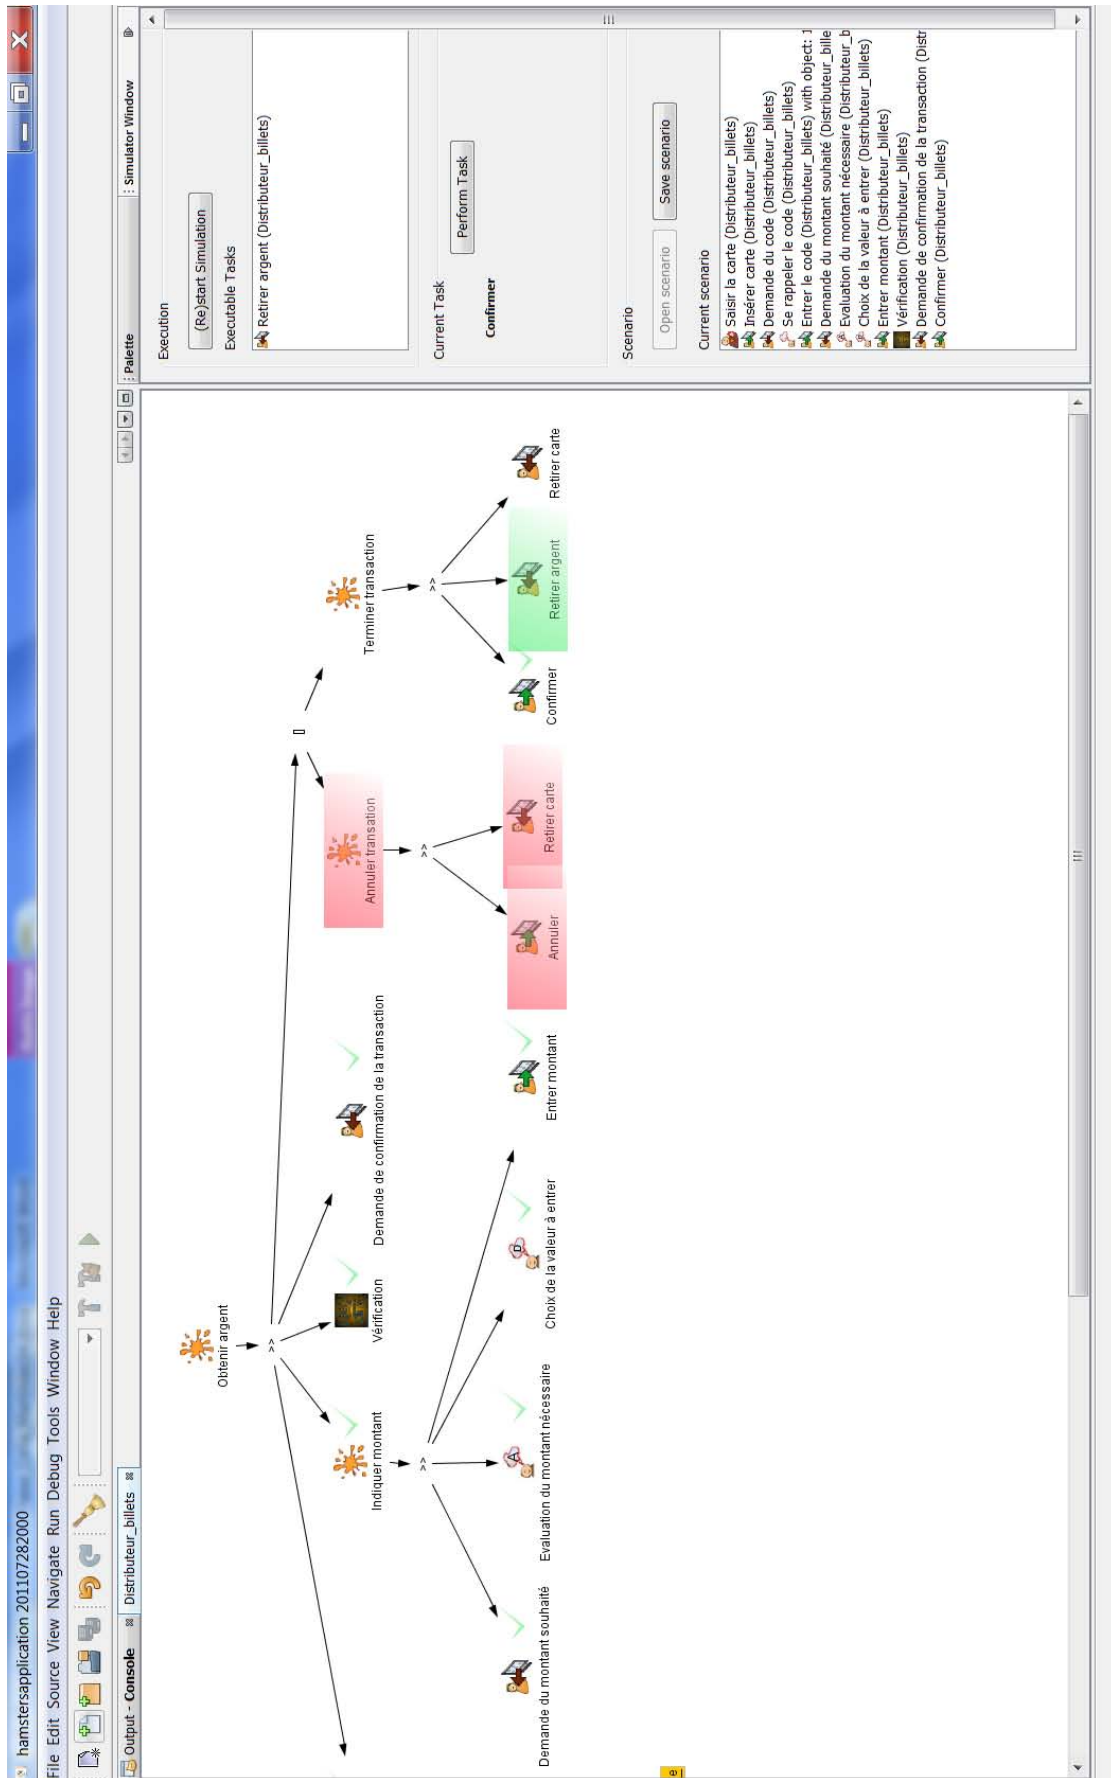 hamstersapplication 201107282000
File Edit Source View Navigate Run Debug Tools Window Help
Output - Console
Distributeur_billets
Obtenir argent
>>
Indiquer montant
Vérification
Demande de confirmation de la transaction
[]
Annuler transation
Terminer transaction
>>
>>
>>
Demande du montant souhaité
Evaluation du montant nécessaire
Choix de la valeur à entrer
Entrer montant
Annuler
Retirer carte
Confirmer
Retirer argent
Retirer carte
A
D
e
Palette
Simulator Window
Execution
(Re)start Simulation
Executable Tasks
Retirer argent (Distributeur_billets)
Current Task
Perform Task
Confirmer
Scenario
Open scenario
Save scenario
Current scenario
Saisir la carte (Distributeur_billets)
Insérer carte (Distributeur_billets)
Demande du code (Distributeur_billets)
Se rappeler le code (Distributeur_billets)
Entrer le code (Distributeur_billets) with object: 1
Demande du montant souhaité (Distributeur_bille
Evaluation du montant nécessaire (Distributeur_b
Choix de la valeur à entrer (Distributeur_billets)
Entrer montant (Distributeur_billets)
Vérification (Distributeur_billets)
Demande de confirmation de la transaction (Distr
Confirmer (Distributeur_billets)